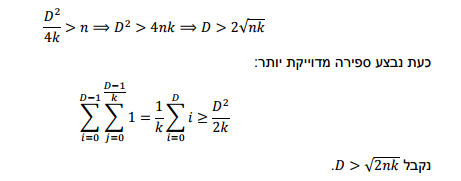 D²/4k > n ⟹ D² > 4nk ⟹ D > 2√nk
כעת נבצע ספירה מדוייקת יותר:
∑_{i=0}^{D−1} ∑_{j=0}^{(D−1)/k} 1 = (1/k) ∑_{i=0}^{D} i ≥ D²/2k
נקבל D > √2nk.